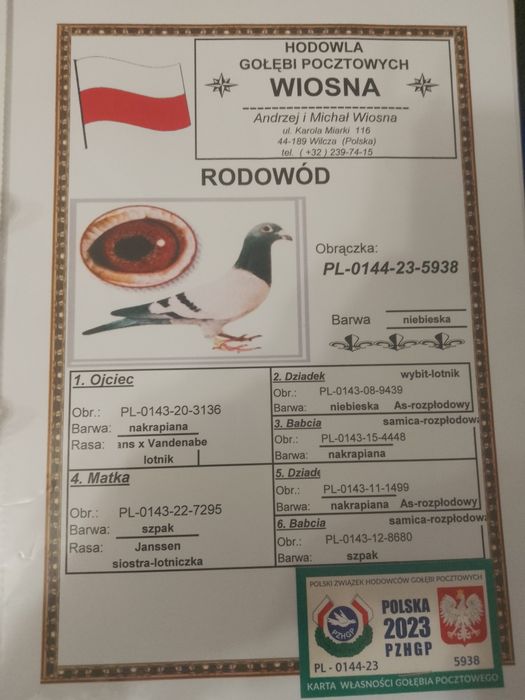 HODOWLA
GOŁĘBI POCZTOWYCH
WIOSNA
Andrzej i Michał Wiosna
ul. Karola Miarki 116
44-189 Wilcza (Polska)
tel. ( +32 ) 239-74-15
RODOWÓD
Obrączka:
PL-0144-23-5938
Barwa niebieska
1. Ojciec
Obr.: PL-0143-20-3136
Barwa: nakrapiana
Rasa: ans x Vandenabe
lotnik
2. Dziadek wybit-lotnik
Obr.: PL-0143-08-9439
Barwa: niebieska As-rozpłodowy
3. Babcia samica-rozpłodowa
Obr.: PL-0143-15-4448
Barwa: nakrapiana
4. Matka
Obr.: PL-0143-22-7295
Barwa: szpak
Rasa: Janssen
siostra-lotniczka
5. Dziade
Obr.: PL-0143-11-1499
Barwa: nakrapiana As-rozpłodowy
6. Babcia samica-rozpłodowa
Obr.: PL-0143-12-8680
Barwa: szpak
POLSKI ZWIĄZEK HODOWCÓW GOŁĘBI POCZTOWYCH
PZHGP
POLSKA
2023
PZHGP
PL - 0144-23 5938
KARTA WŁASNOŚCI GOŁĘBIA POCZTOWEGO